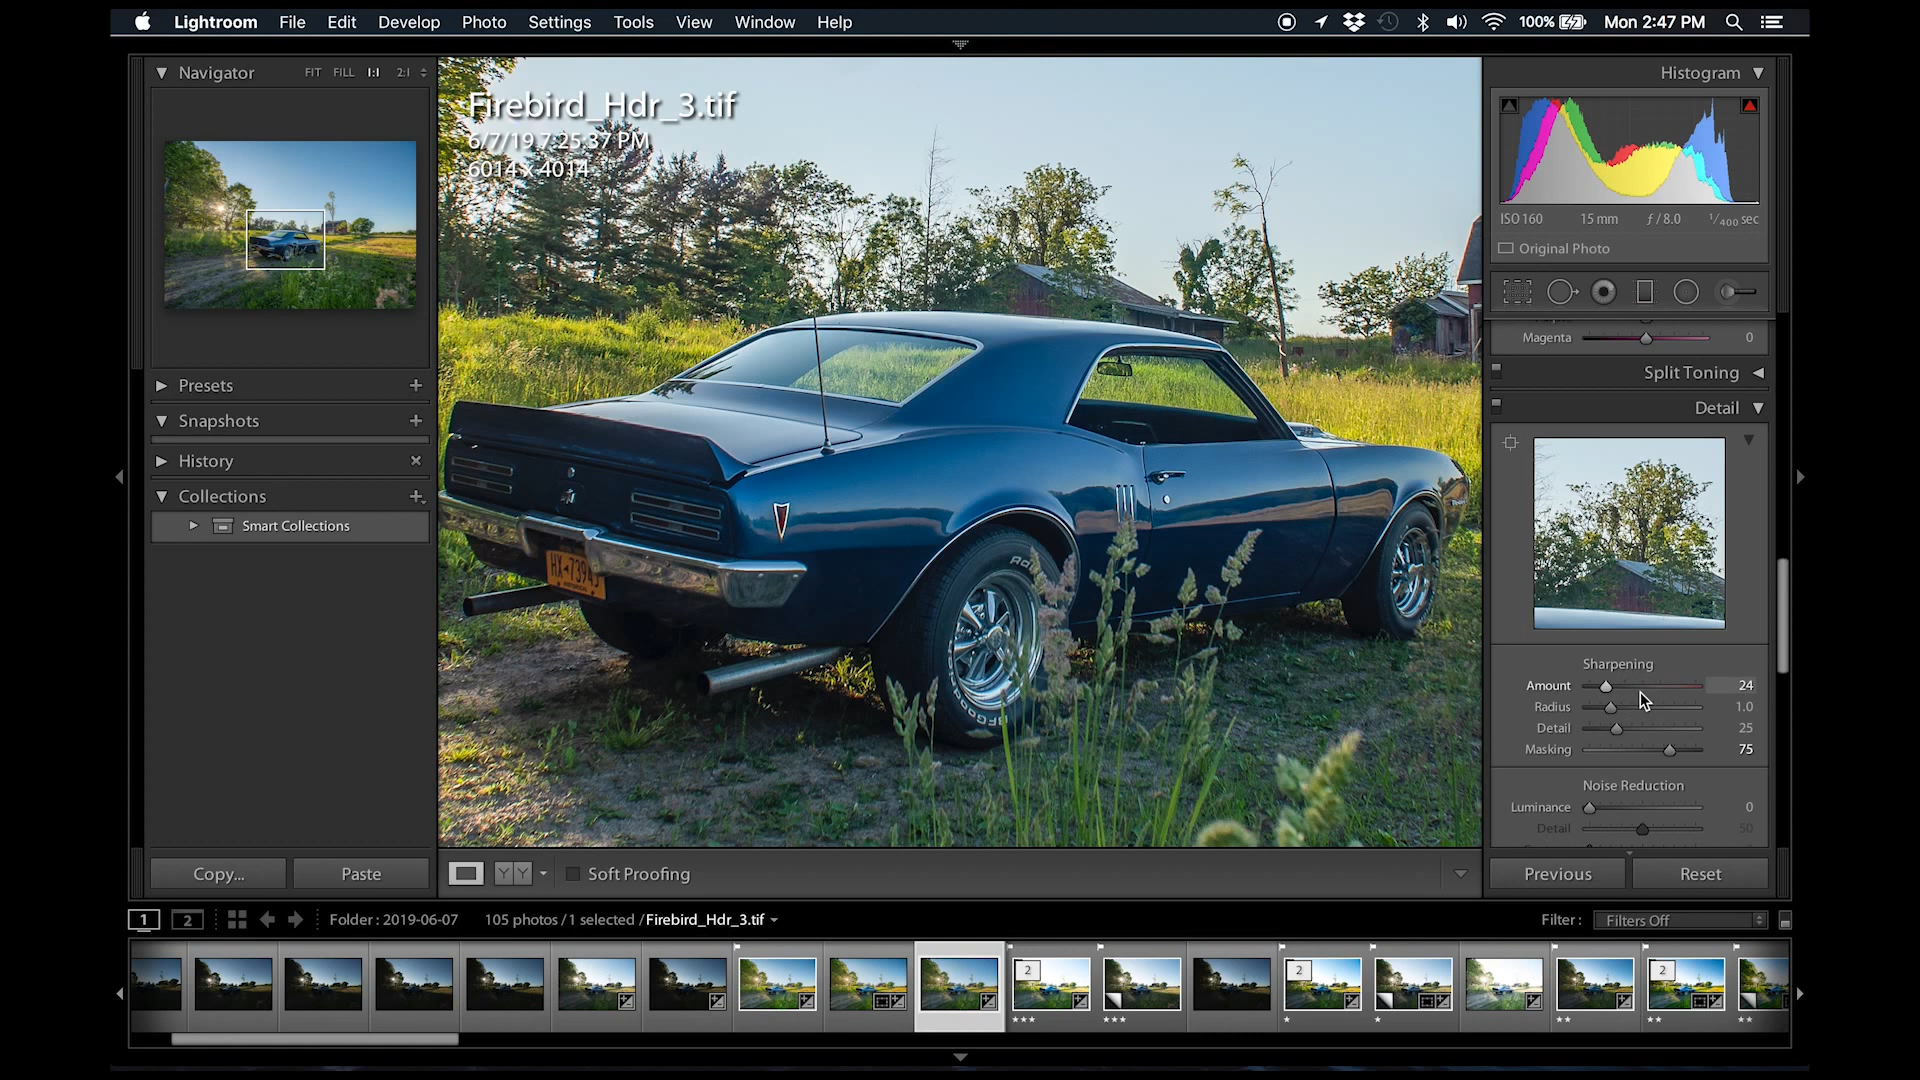 Lightroom File Edit Develop Photo Settings Tools View Window Help
100% Mon 2:47 PM
Navigator FIT FILL 1:1 2:1
Presets
Snapshots
History
Collections
Smart Collections
Copy... Paste
Firebird_Hdr_3.tif
6/7/19 7:25:37 PM
6014 x 4014
Soft Proofing
Histogram
ISO 160 15 mm ƒ / 8.0 1/400 sec
Original Photo
Magenta 0
Split Toning
Detail
Sharpening
Amount 24
Radius 1.0
Detail 25
Masking 75
Noise Reduction
Luminance 0
Detail 50
Previous Reset
1 2 Folder : 2019-06-07 105 photos / 1 selected / Firebird_Hdr_3.tif
Filter : Filters Off
2 2 2